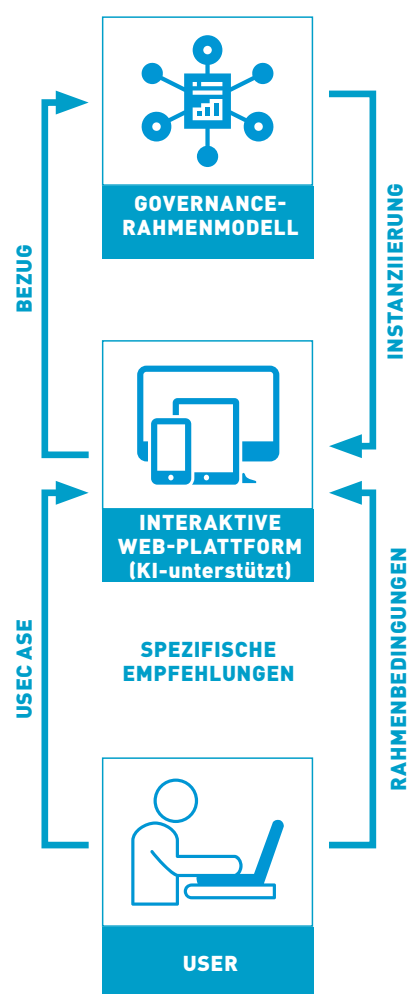 GOVERNANCE-
RAHMENMODELL
BEZUG
INSTANZIIERUNG
INTERAKTIVE
WEB-PLATTFORM
(KI-unterstützt)
USEC ASE
SPEZIFISCHE
EMPFEHLUNGEN
RAHMENBEDINGUNGEN
USER